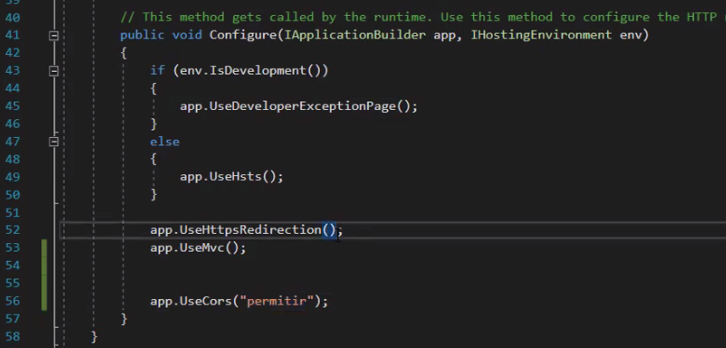 40 // This method gets called by the runtime. Use this method to configure the HTTP
41 public void Configure(IApplicationBuilder app, IHostingEnvironment env)
42 {
43 if (env.IsDevelopment())
44 {
45 app.UseDeveloperExceptionPage();
46 }
47 else
48 {
49 app.UseHsts();
50 }
51
52 app.UseHttpsRedirection();
53 app.UseMvc();
54
55
56 app.UseCors("permitir");
57 }
58 }